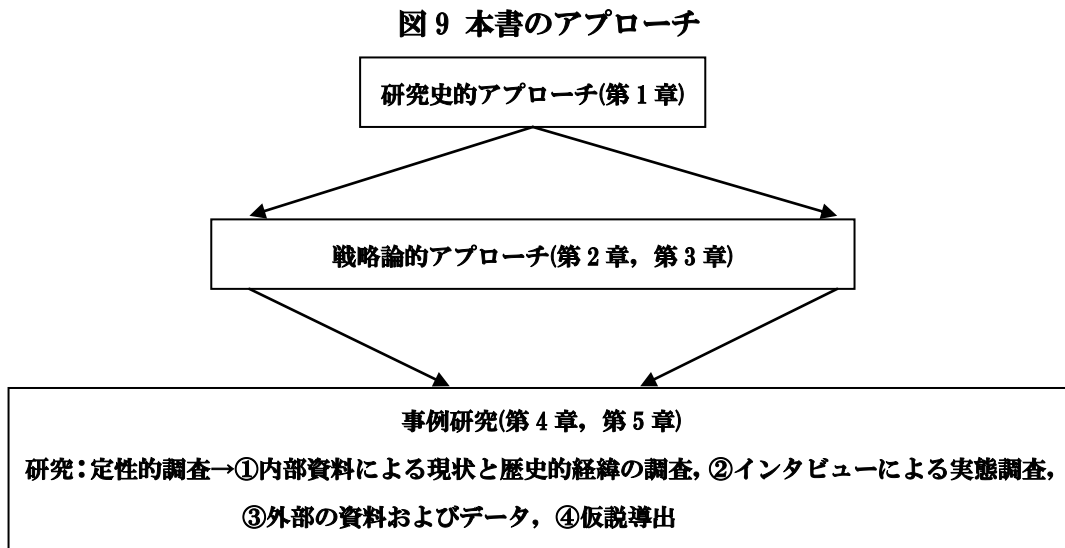 図 9 本書のアプローチ
研究史的アプローチ(第 1 章)
戦略論的アプローチ(第 2 章，第 3 章)
事例研究(第 4 章，第 5 章)
研究：定性的調査→①内部資料による現状と歴史的経緯の調査，②インタビューによる実態調査，
③外部の資料およびデータ，④仮説導出